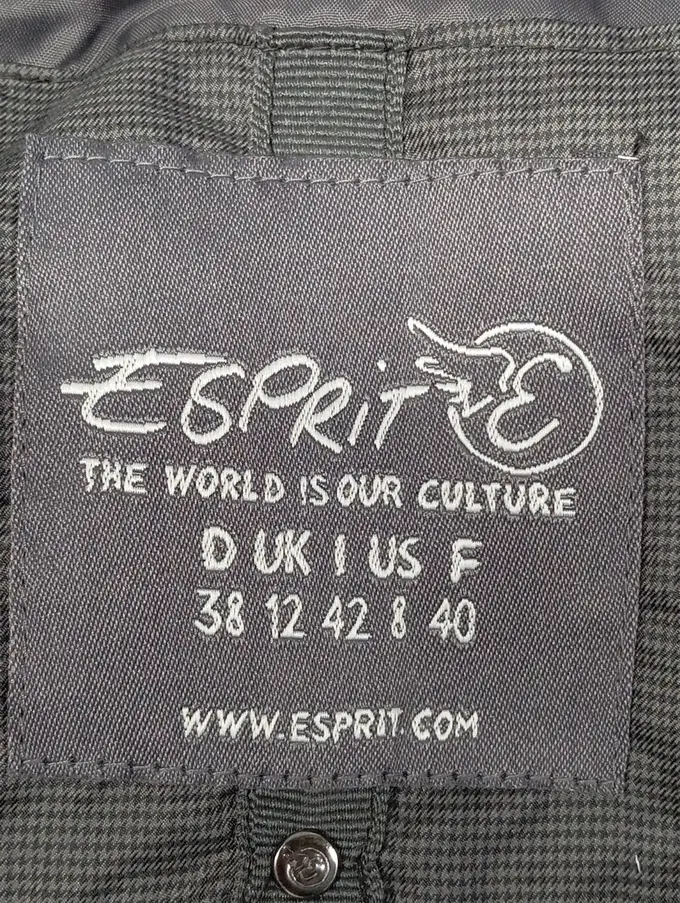 ESPRIT E
THE WORLD IS OUR CULTURE
D UK I US F
38 12 42 8 40
WWW.ESPRIT.COM